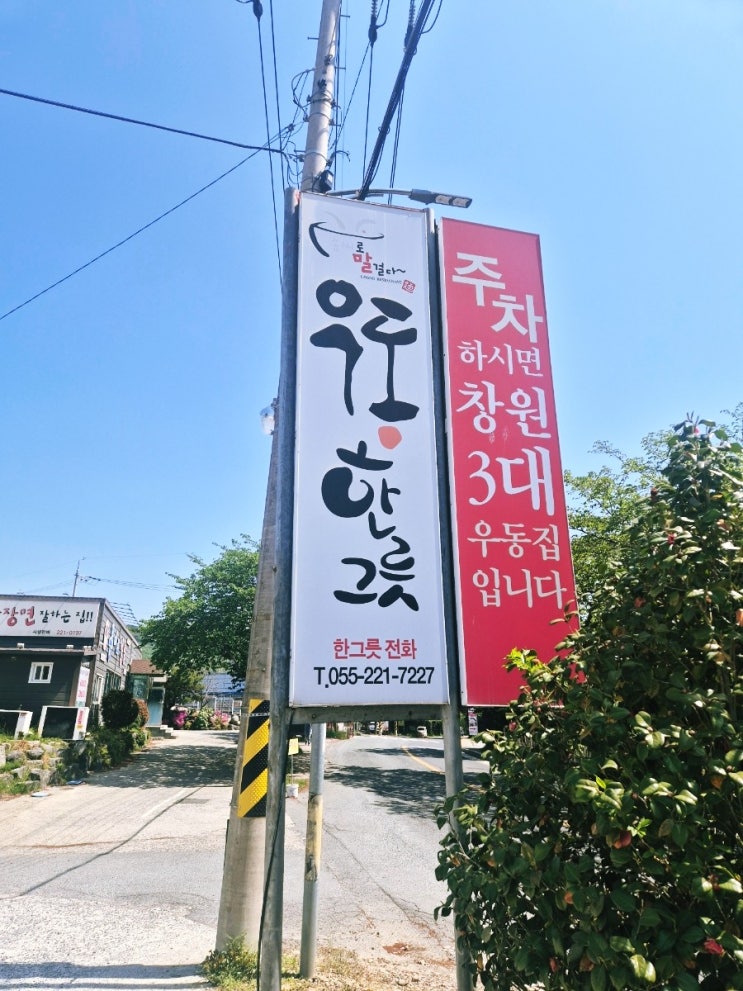 로
말걸다~
우동
한
그릇
한그릇 전화
T.055-221-7227
주
차
하시면
창원
3대
우동집
입니다
장면 잘하는 집!!